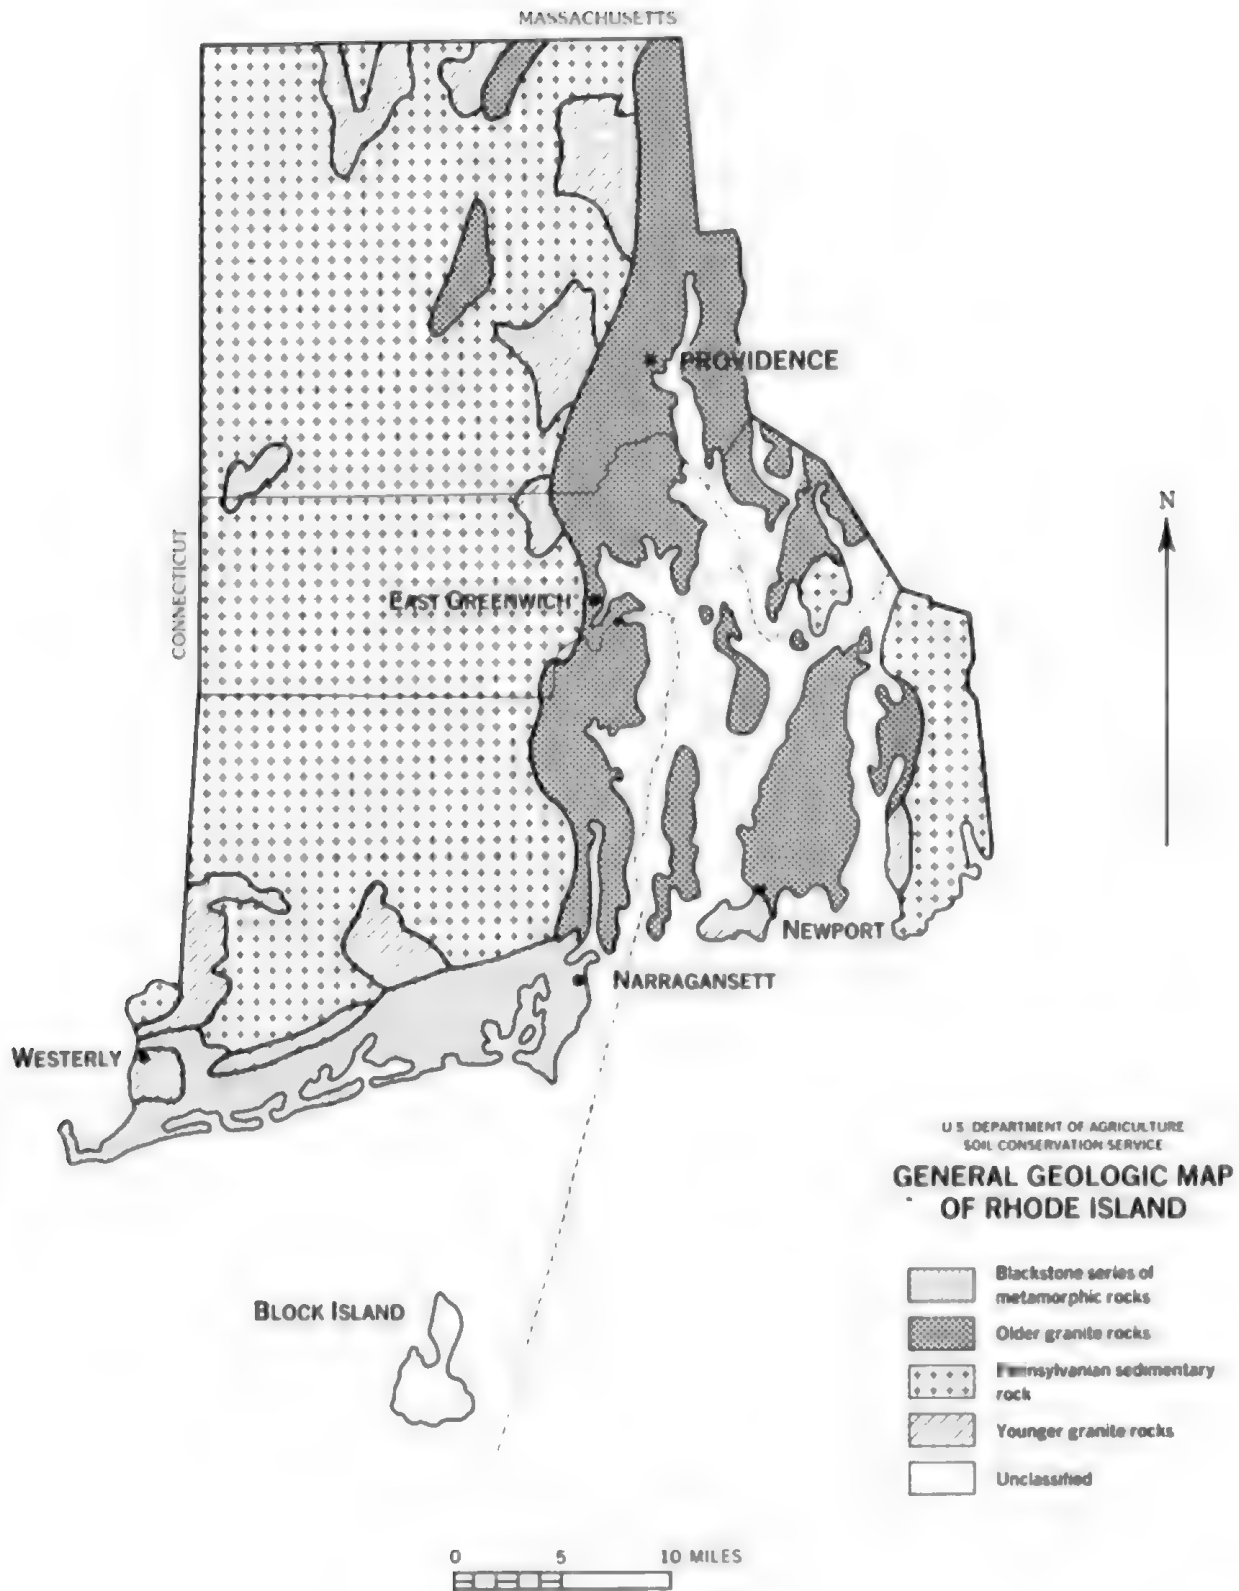 MASSACHUSETTS
PROVIDENCE
CONNECTICUT
N
EAST GREENWICH
NEWPORT
NARRAGANSETT
WESTERLY
BLOCK ISLAND
U.S. DEPARTMENT OF AGRICULTURE
SOIL CONSERVATION SERVICE
GENERAL GEOLOGIC MAP
OF RHODE ISLAND
Blackstone series of
metamorphic rocks
Older granite rocks
Pennsylvanian sedimentary
rock
Younger granite rocks
Unclassified
0 5 10 MILES